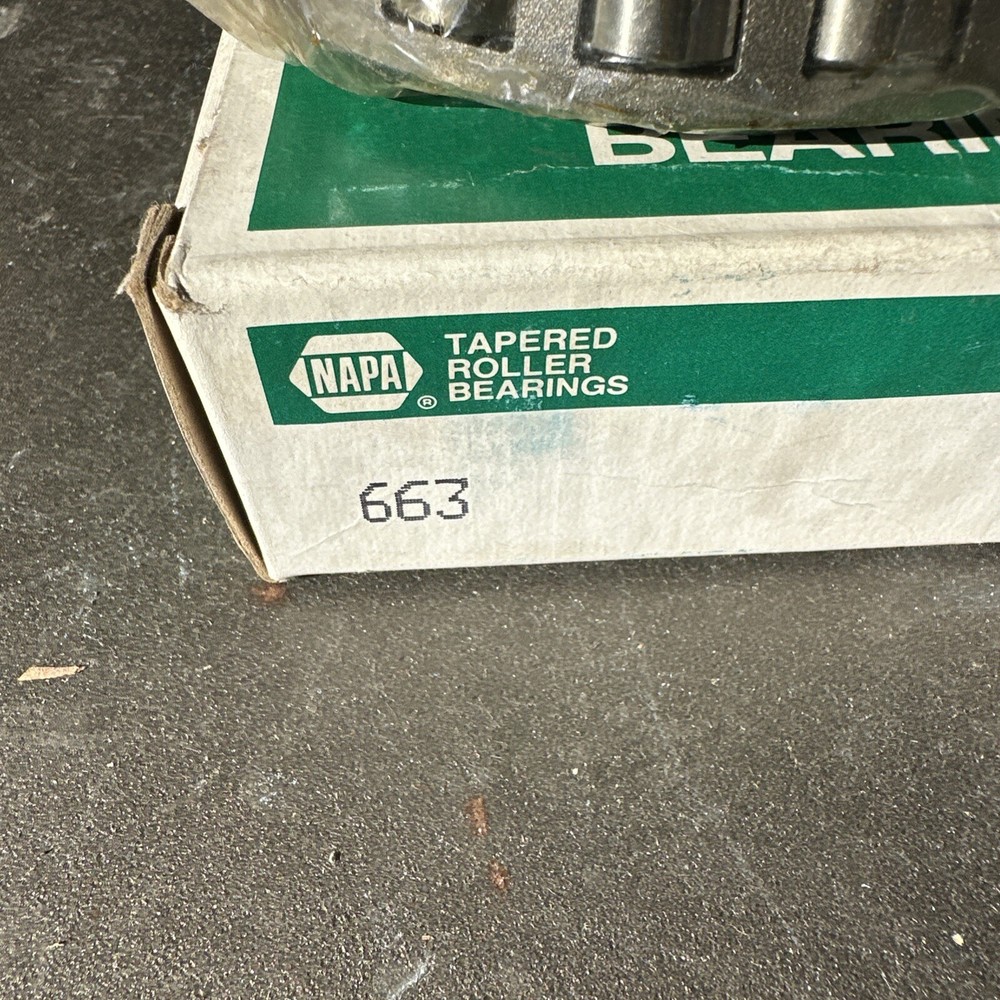 NAPA
®
TAPERED
ROLLER
BEARINGS
663